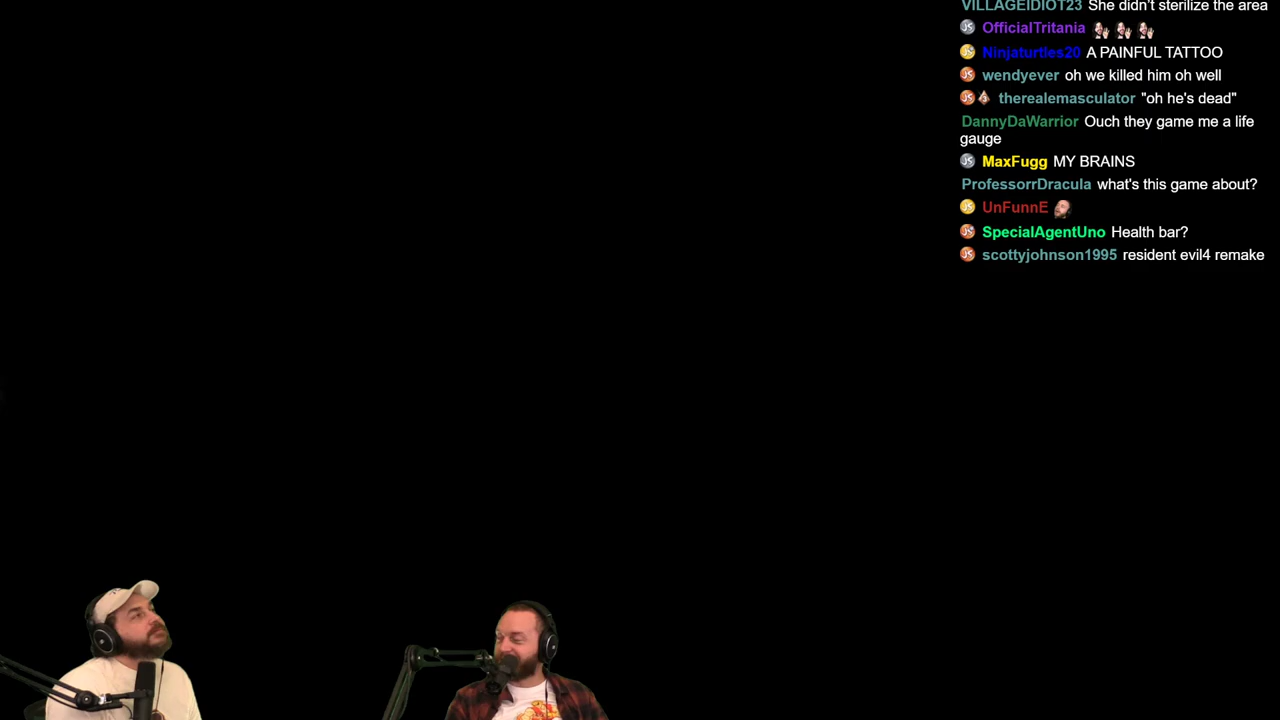 VILLAGEIDIOT23 She didn't sterilize the area
OfficialTritania
Ninjaturtles20 A PAINFUL TATTOO
wendyever oh we killed him oh well
therealemasculator "oh he's dead"
DannyDaWarrior Ouch they game me a life
gauge
MaxFugg MY BRAINS
ProfessorrDracula what's this game about?
UnFunnE
SpecialAgentUno Health bar?
scottyjohnson1995 resident evil4 remake